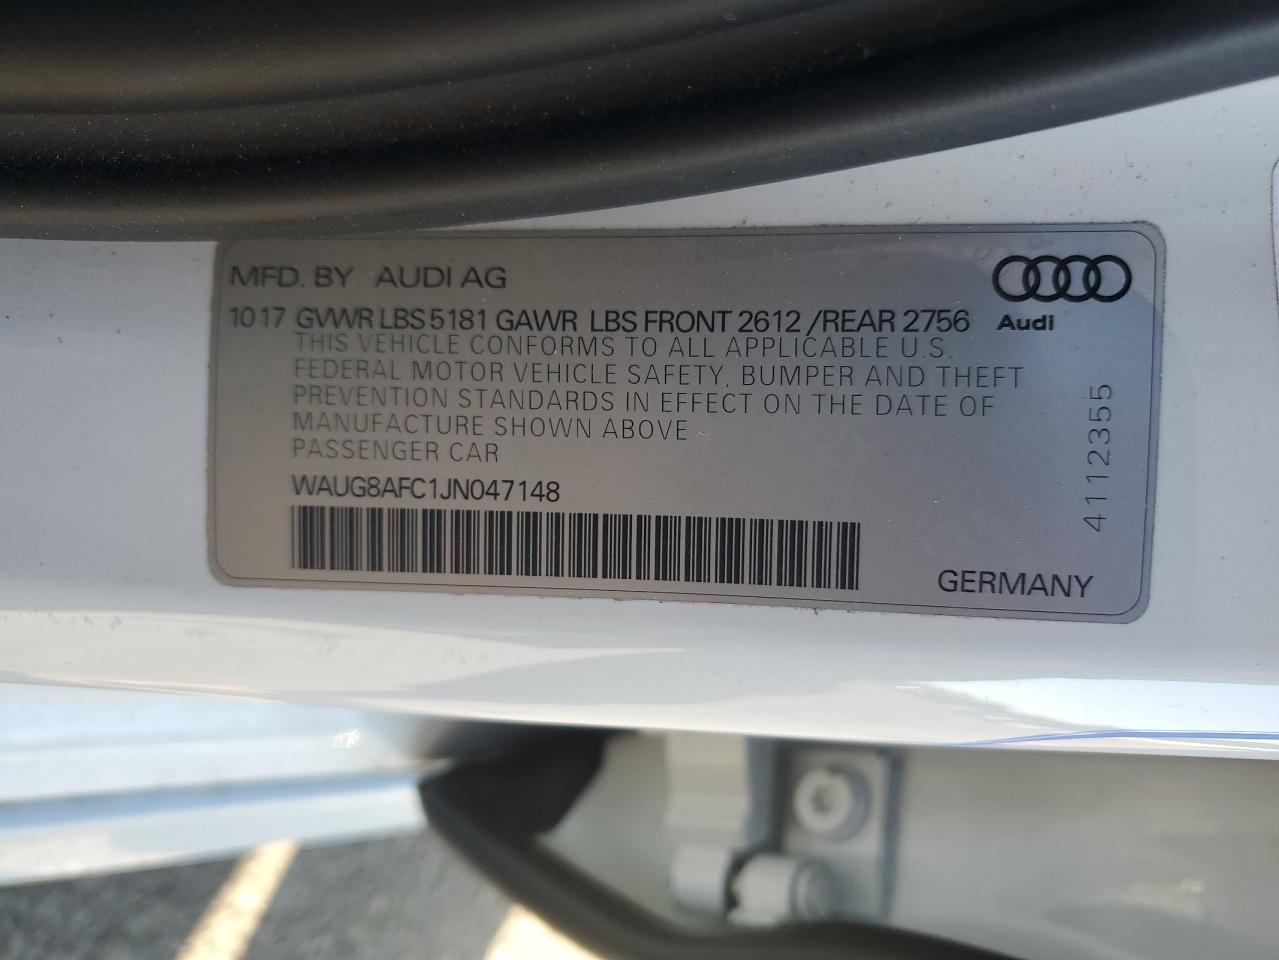 MFD. BY AUDI AG
10 17 GVWR LBS 5181 GAWR LBS FRONT 2612 / REAR 2756
Audi
THIS VEHICLE CONFORMS TO ALL APPLICABLE U.S.
FEDERAL MOTOR VEHICLE SAFETY, BUMPER AND THEFT
PREVENTION STANDARDS IN EFFECT ON THE DATE OF
MANUFACTURE SHOWN ABOVE
PASSENGER CAR
WAUG8AFC1JN047148
4112355
GERMANY